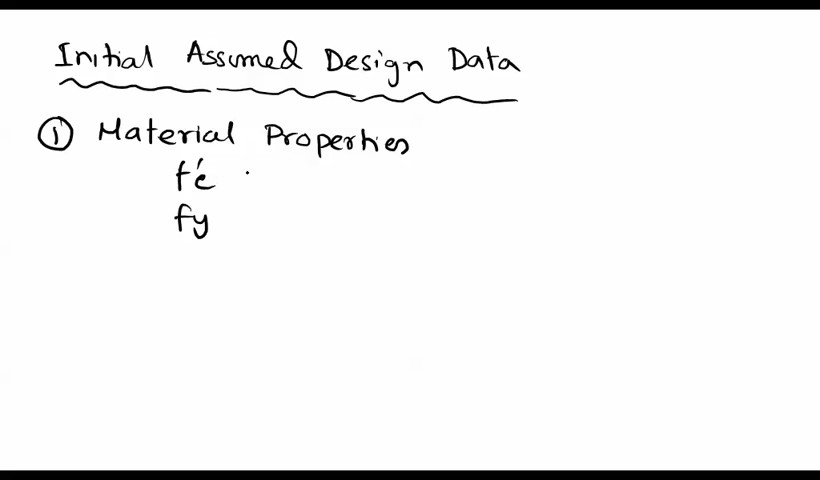 Initial Assumed Design Data
① Material Properties
f'c
fy